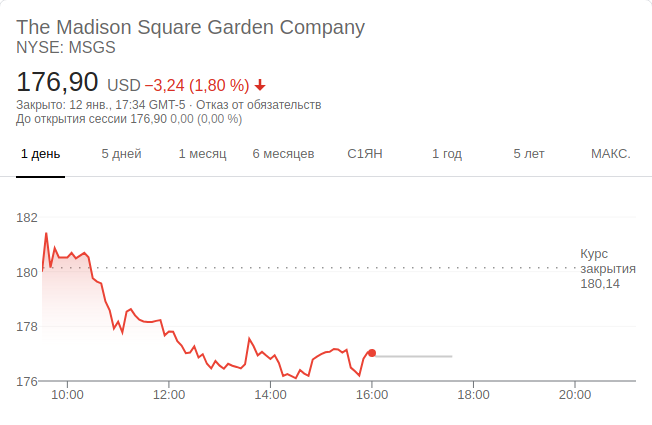 The Madison Square Garden Company
NYSE: MSGS
176,90 USD −3,24 (1,80 %)
Закрыто: 12 янв., 17:34 GMT-5 · Отказ от обязательств
До открытия сессии 176,90 0,00 (0,00 %)
1 день 5 дней 1 месяц 6 месяцев С1ЯН 1 год 5 лет МАКС.
182
180
178
176
Курс
закрытия
180,14
10:00 12:00 14:00 16:00 18:00 20:00